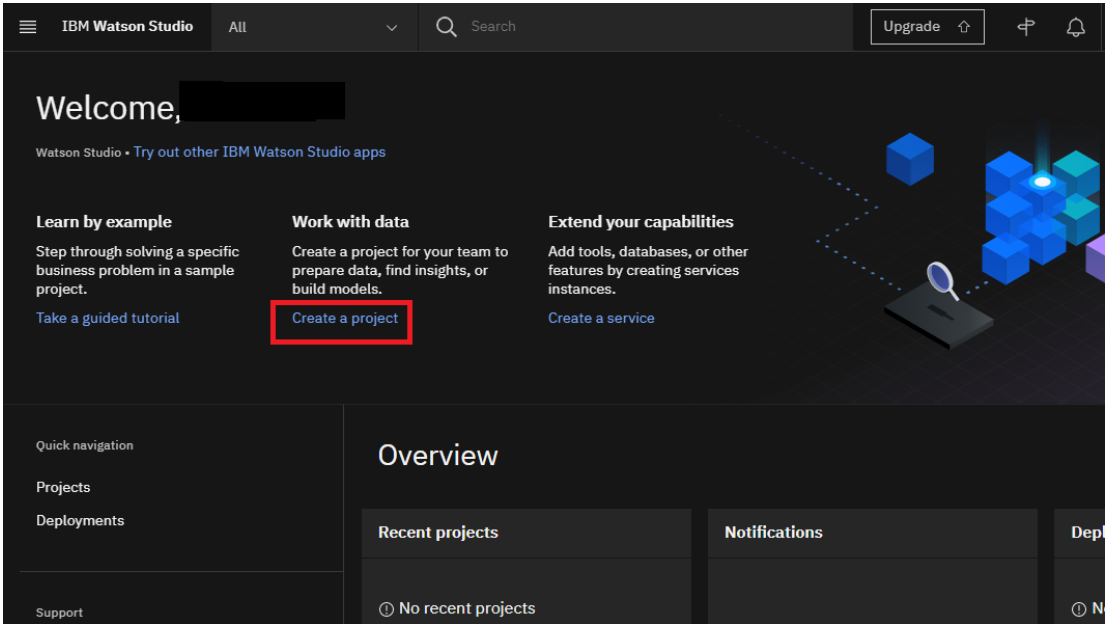 IBM Watson Studio
All
Search
Upgrade
Welcome,
Watson Studio • Try out other IBM Watson Studio apps
Learn by example
Step through solving a specific
business problem in a sample
project.
Take a guided tutorial
Work with data
Create a project for your team to
prepare data, find insights, or
build models.
Create a project
Extend your capabilities
Add tools, databases, or other
features by creating services
instances.
Create a service
Quick navigation
Projects
Deployments
Support
Overview
Recent projects
No recent projects
Notifications